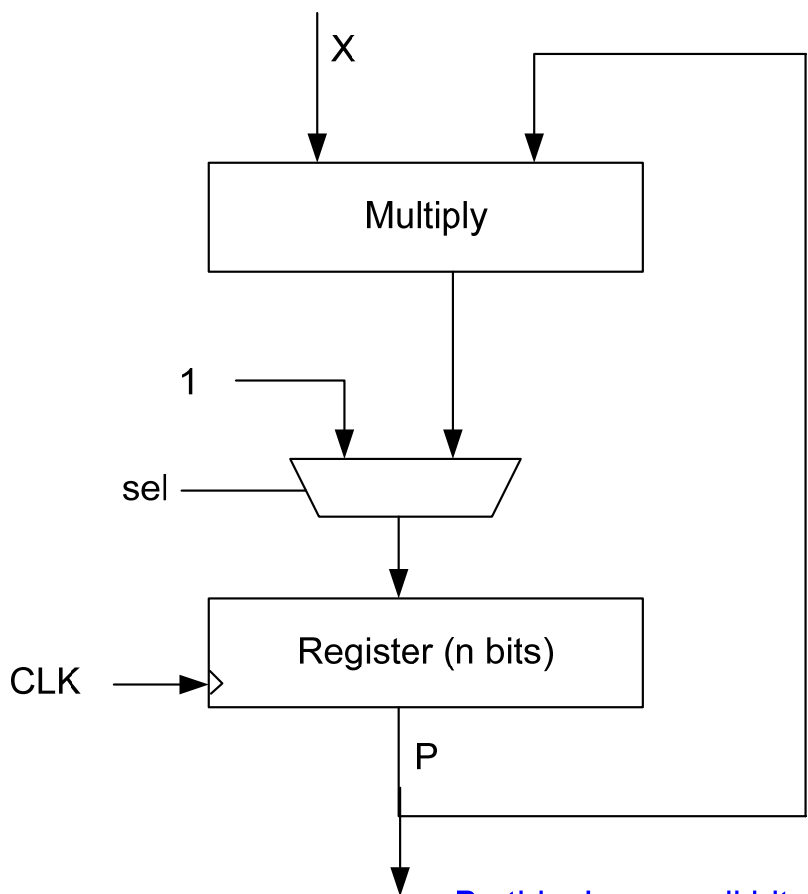 X
Multiply
1
sel
Register (n bits)
CLK
P